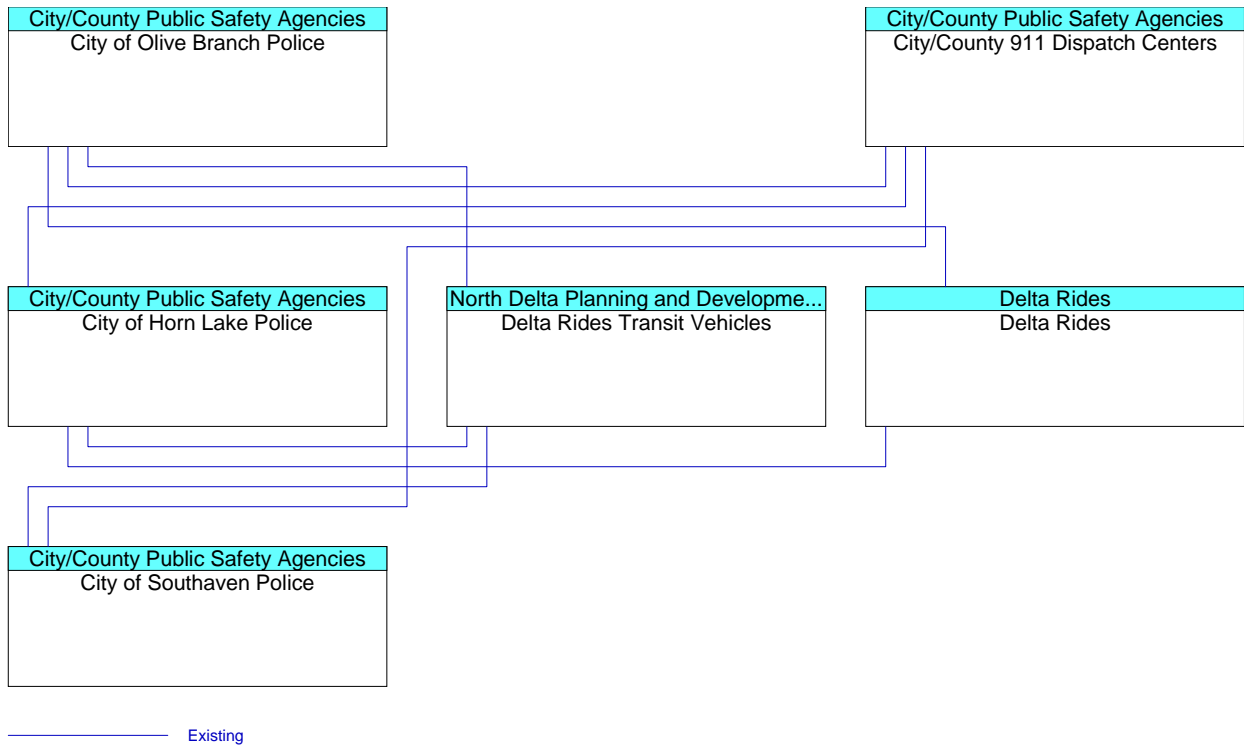 City/County Public Safety Agencies
City of Olive Branch Police
City/County Public Safety Agencies
City/County 911 Dispatch Centers
City/County Public Safety Agencies
City of Horn Lake Police
North Delta Planning and Developme...
Delta Rides Transit Vehicles
Delta Rides
Delta Rides
City/County Public Safety Agencies
City of Southaven Police
Existing